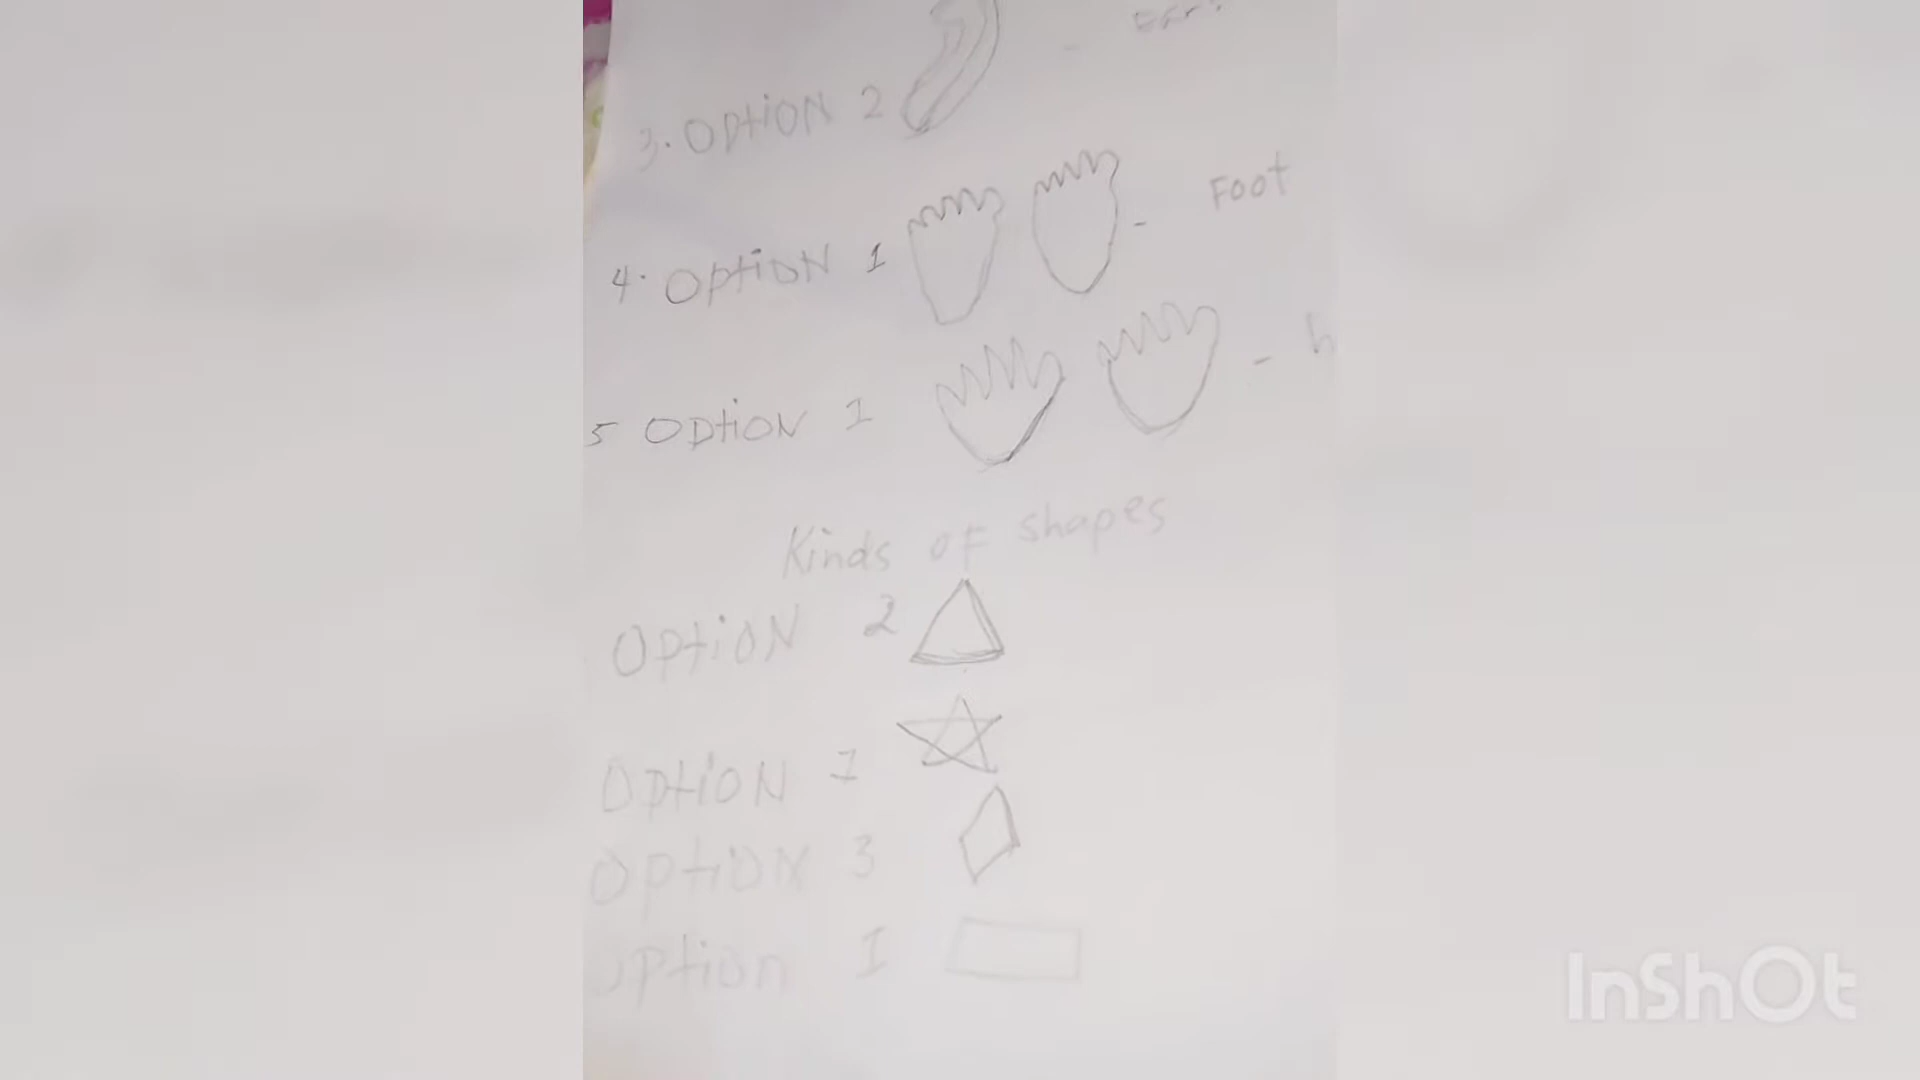 3. Option 2
4. Option 1 - Foot
5 Option 1 -
Kinds of shapes
Option 2
Option 1
Option 3
option 1
InShOt